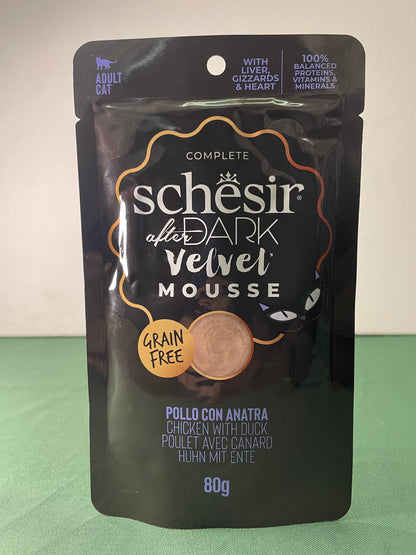 ADULT
CAT
WITH
LIVER,
GIZZARDS
& HEART
100%
BALANCED
PROTEINS,
VITAMINS &
MINERALS
COMPLETE
schesir®
after DARK
Velvet
MOUSSE
GRAIN
FREE
POLLO CON ANATRA
CHICKEN WITH DUCK
POULET AVEC CANARD
HUHN MIT ENTE
80g